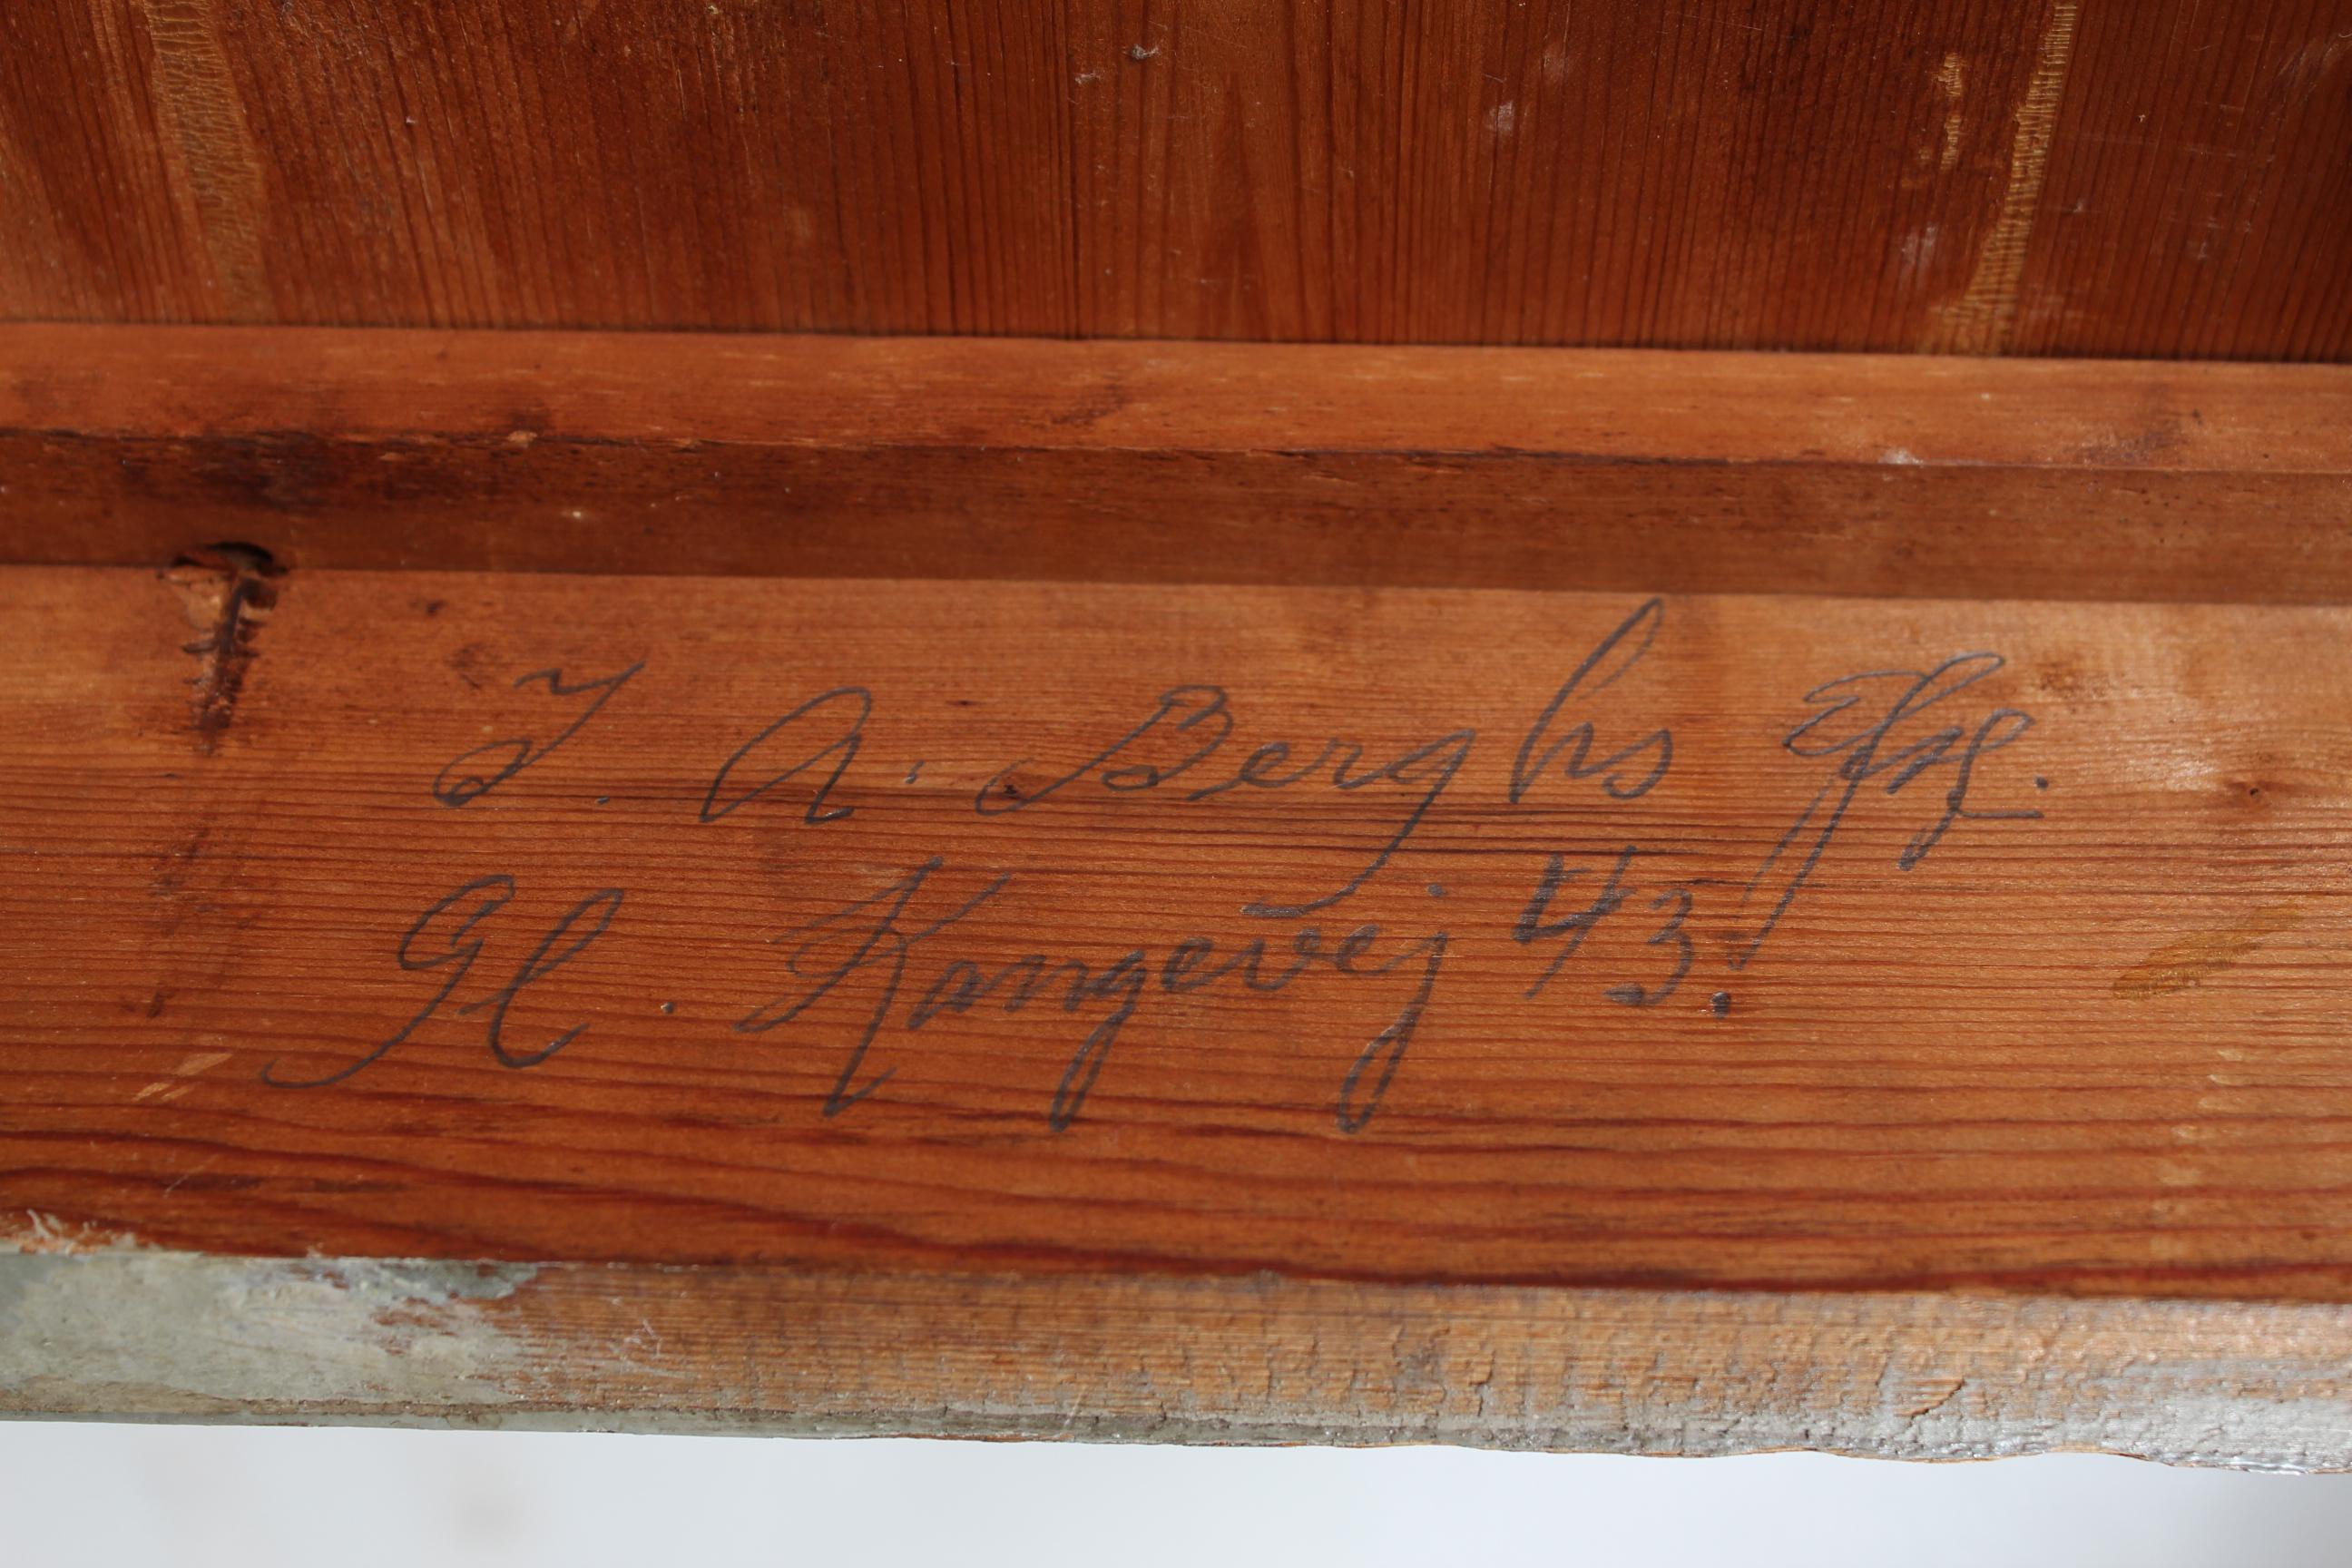 I. A. Berghs Eftf.
Gl. Kongevej 43.